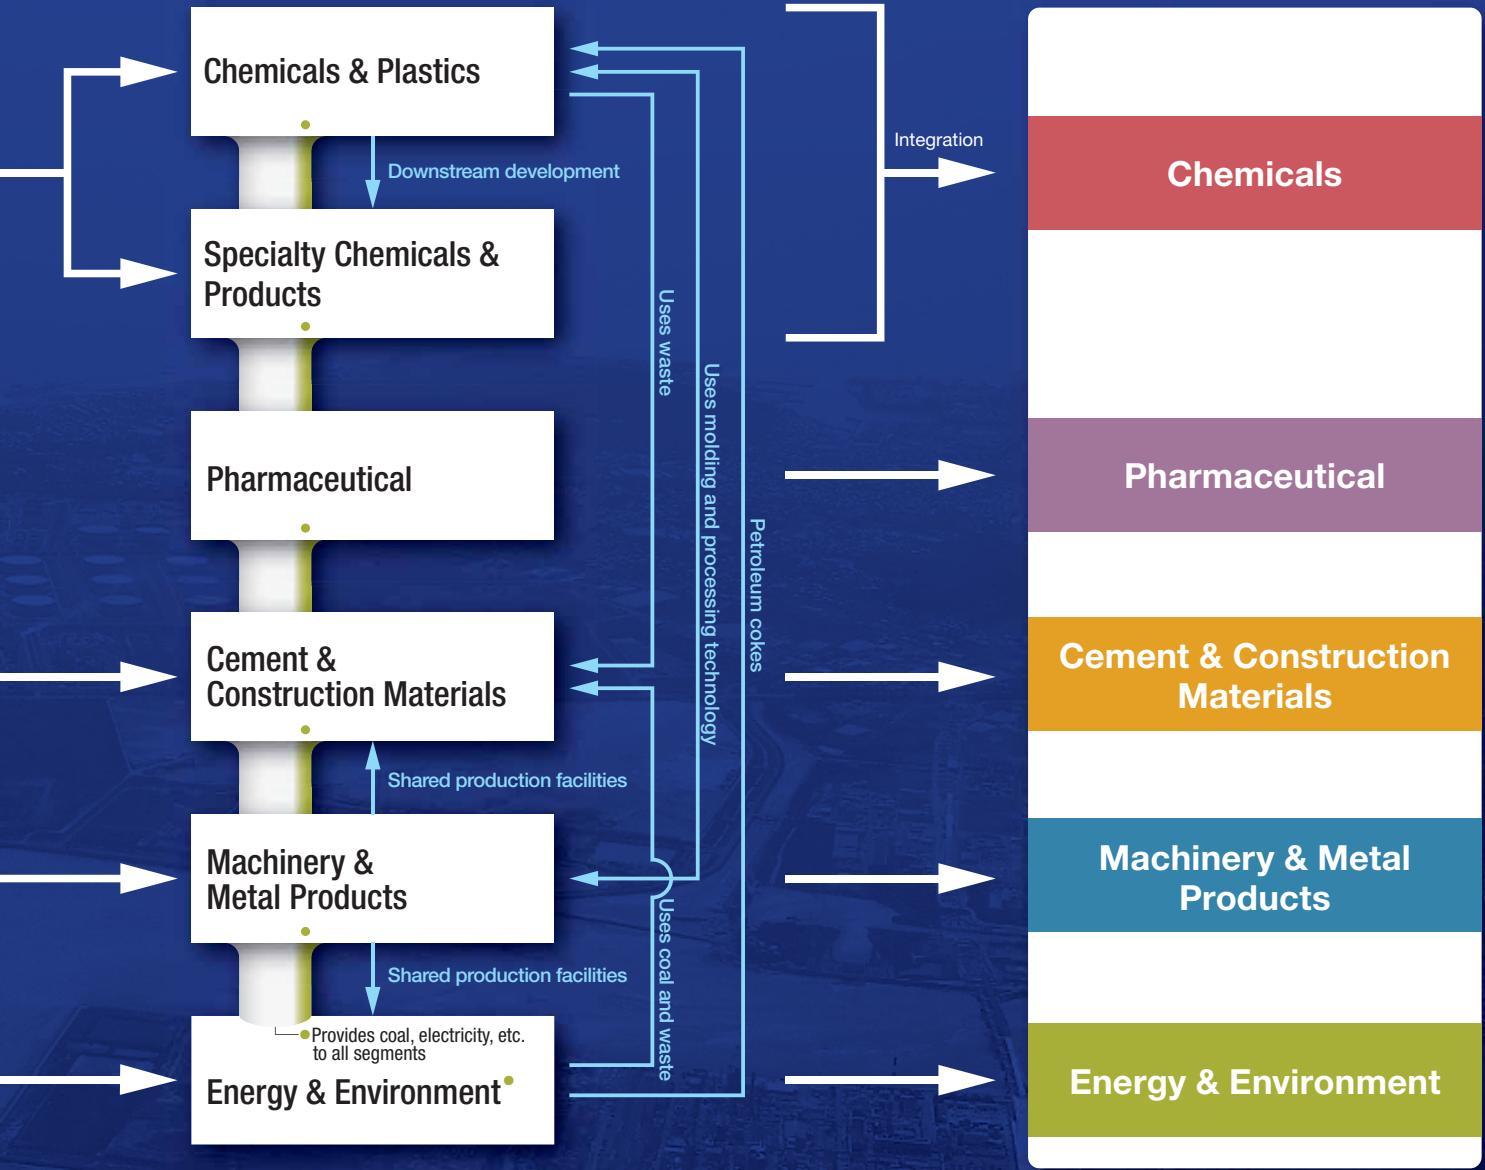 Chemicals & Plastics
Downstream development
Specialty Chemicals &
Products
Pharmaceutical
Cement &
Construction Materials
Shared production facilities
Machinery &
Metal Products
Shared production facilities
Provides coal, electricity, etc.
to all segments
Energy & Environment
Uses waste
Uses molding and processing technology
Petroleum cokes
Uses coal and waste
Integration
Chemicals
Pharmaceutical
Cement & Construction
Materials
Machinery & Metal
Products
Energy & Environment